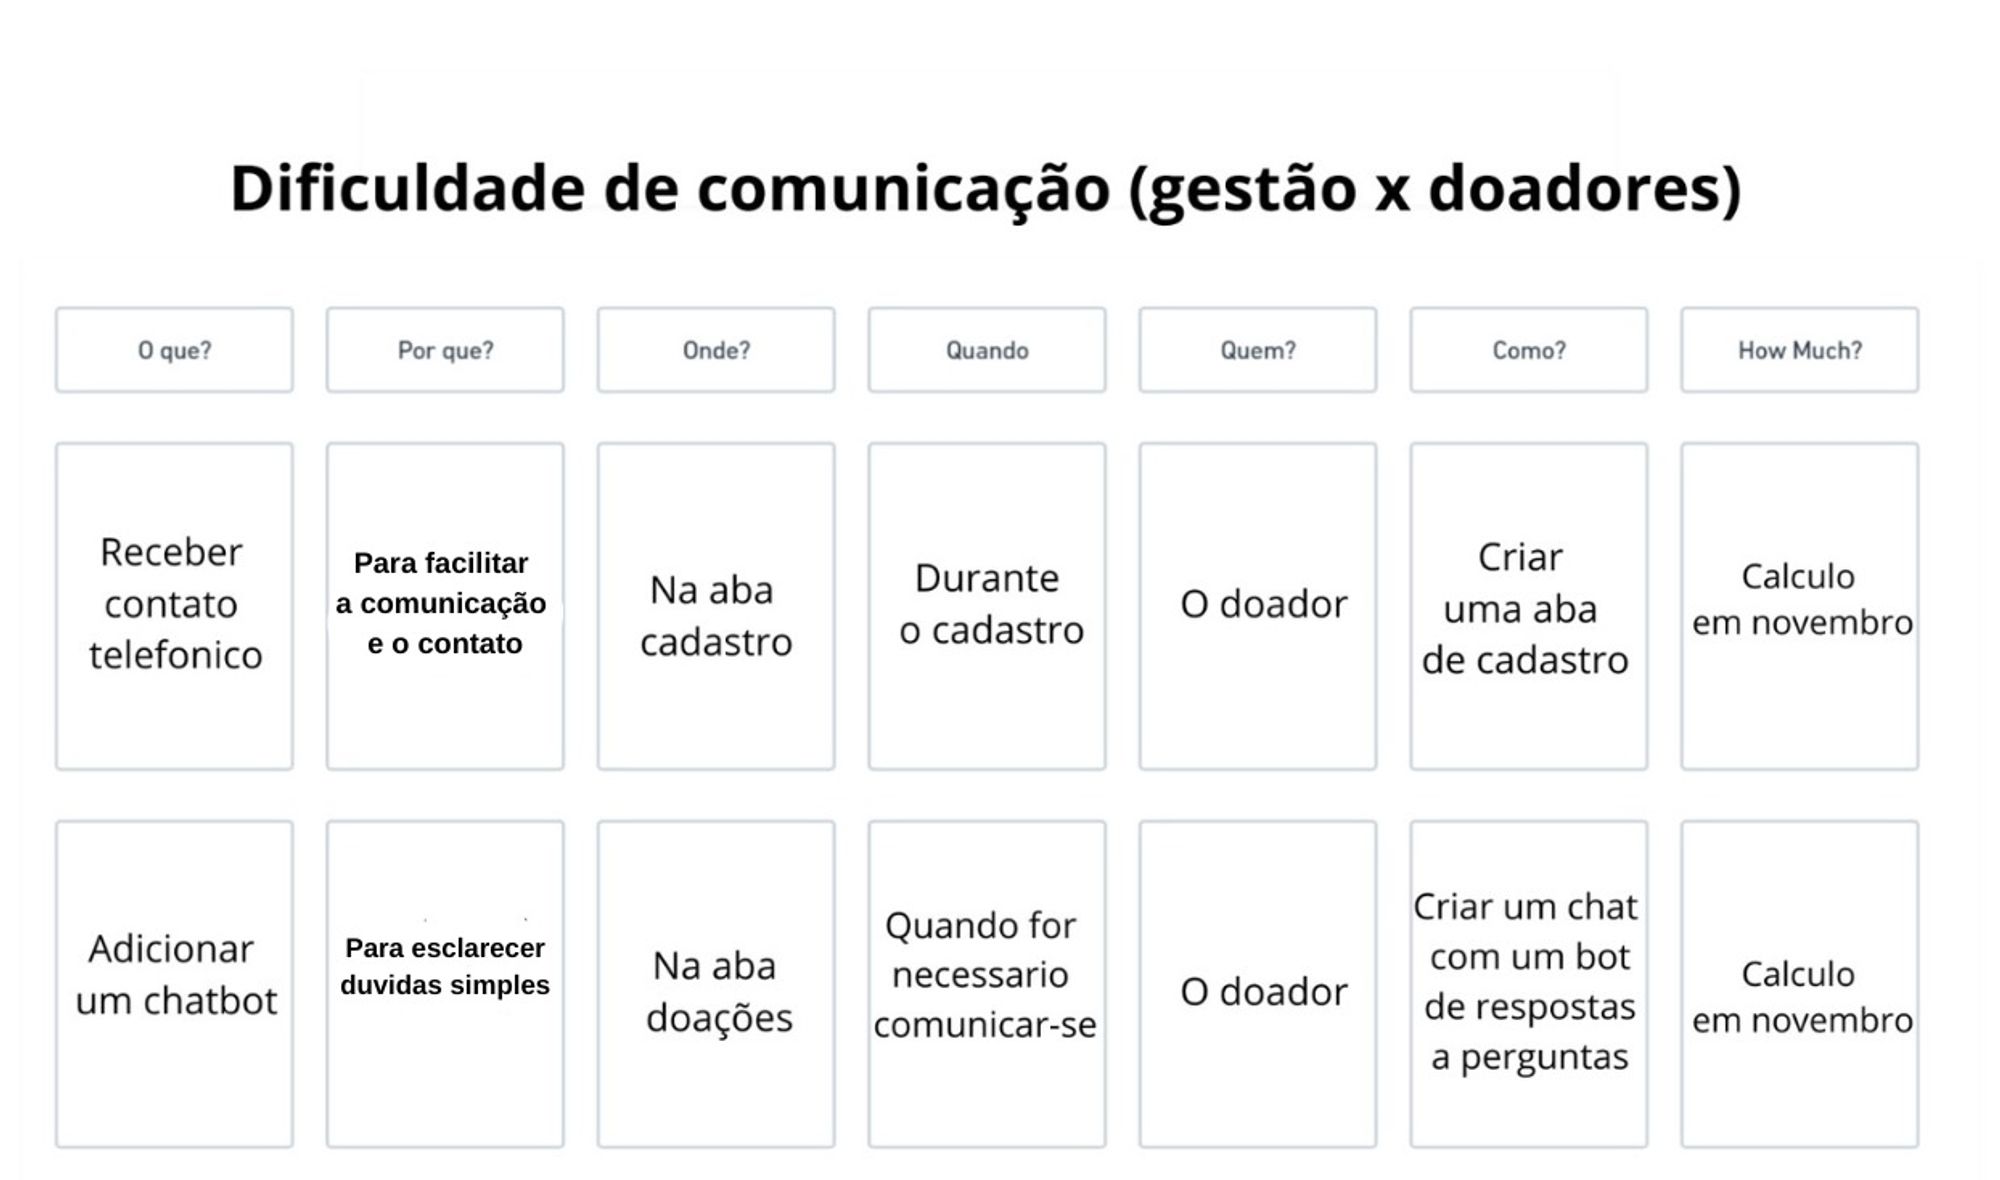 Dificuldade de comunicação (gestão x doadores)
O que?
Por que?
Onde?
Quando
Quem?
Como?
How Much?
Receber
contato
telefonico
Para facilitar
a comunicação
e o contato
Na aba
cadastro
Durante
o cadastro
O doador
Criar
uma aba
de cadastro
Calculo
em novembro
Adicionar
um chatbot
Para esclarecer
duvidas simples
Na aba
doações
Quando for
necessario
comunicar-se
O doador
Criar um chat
com um bot
de respostas
a perguntas
Calculo
em novembro